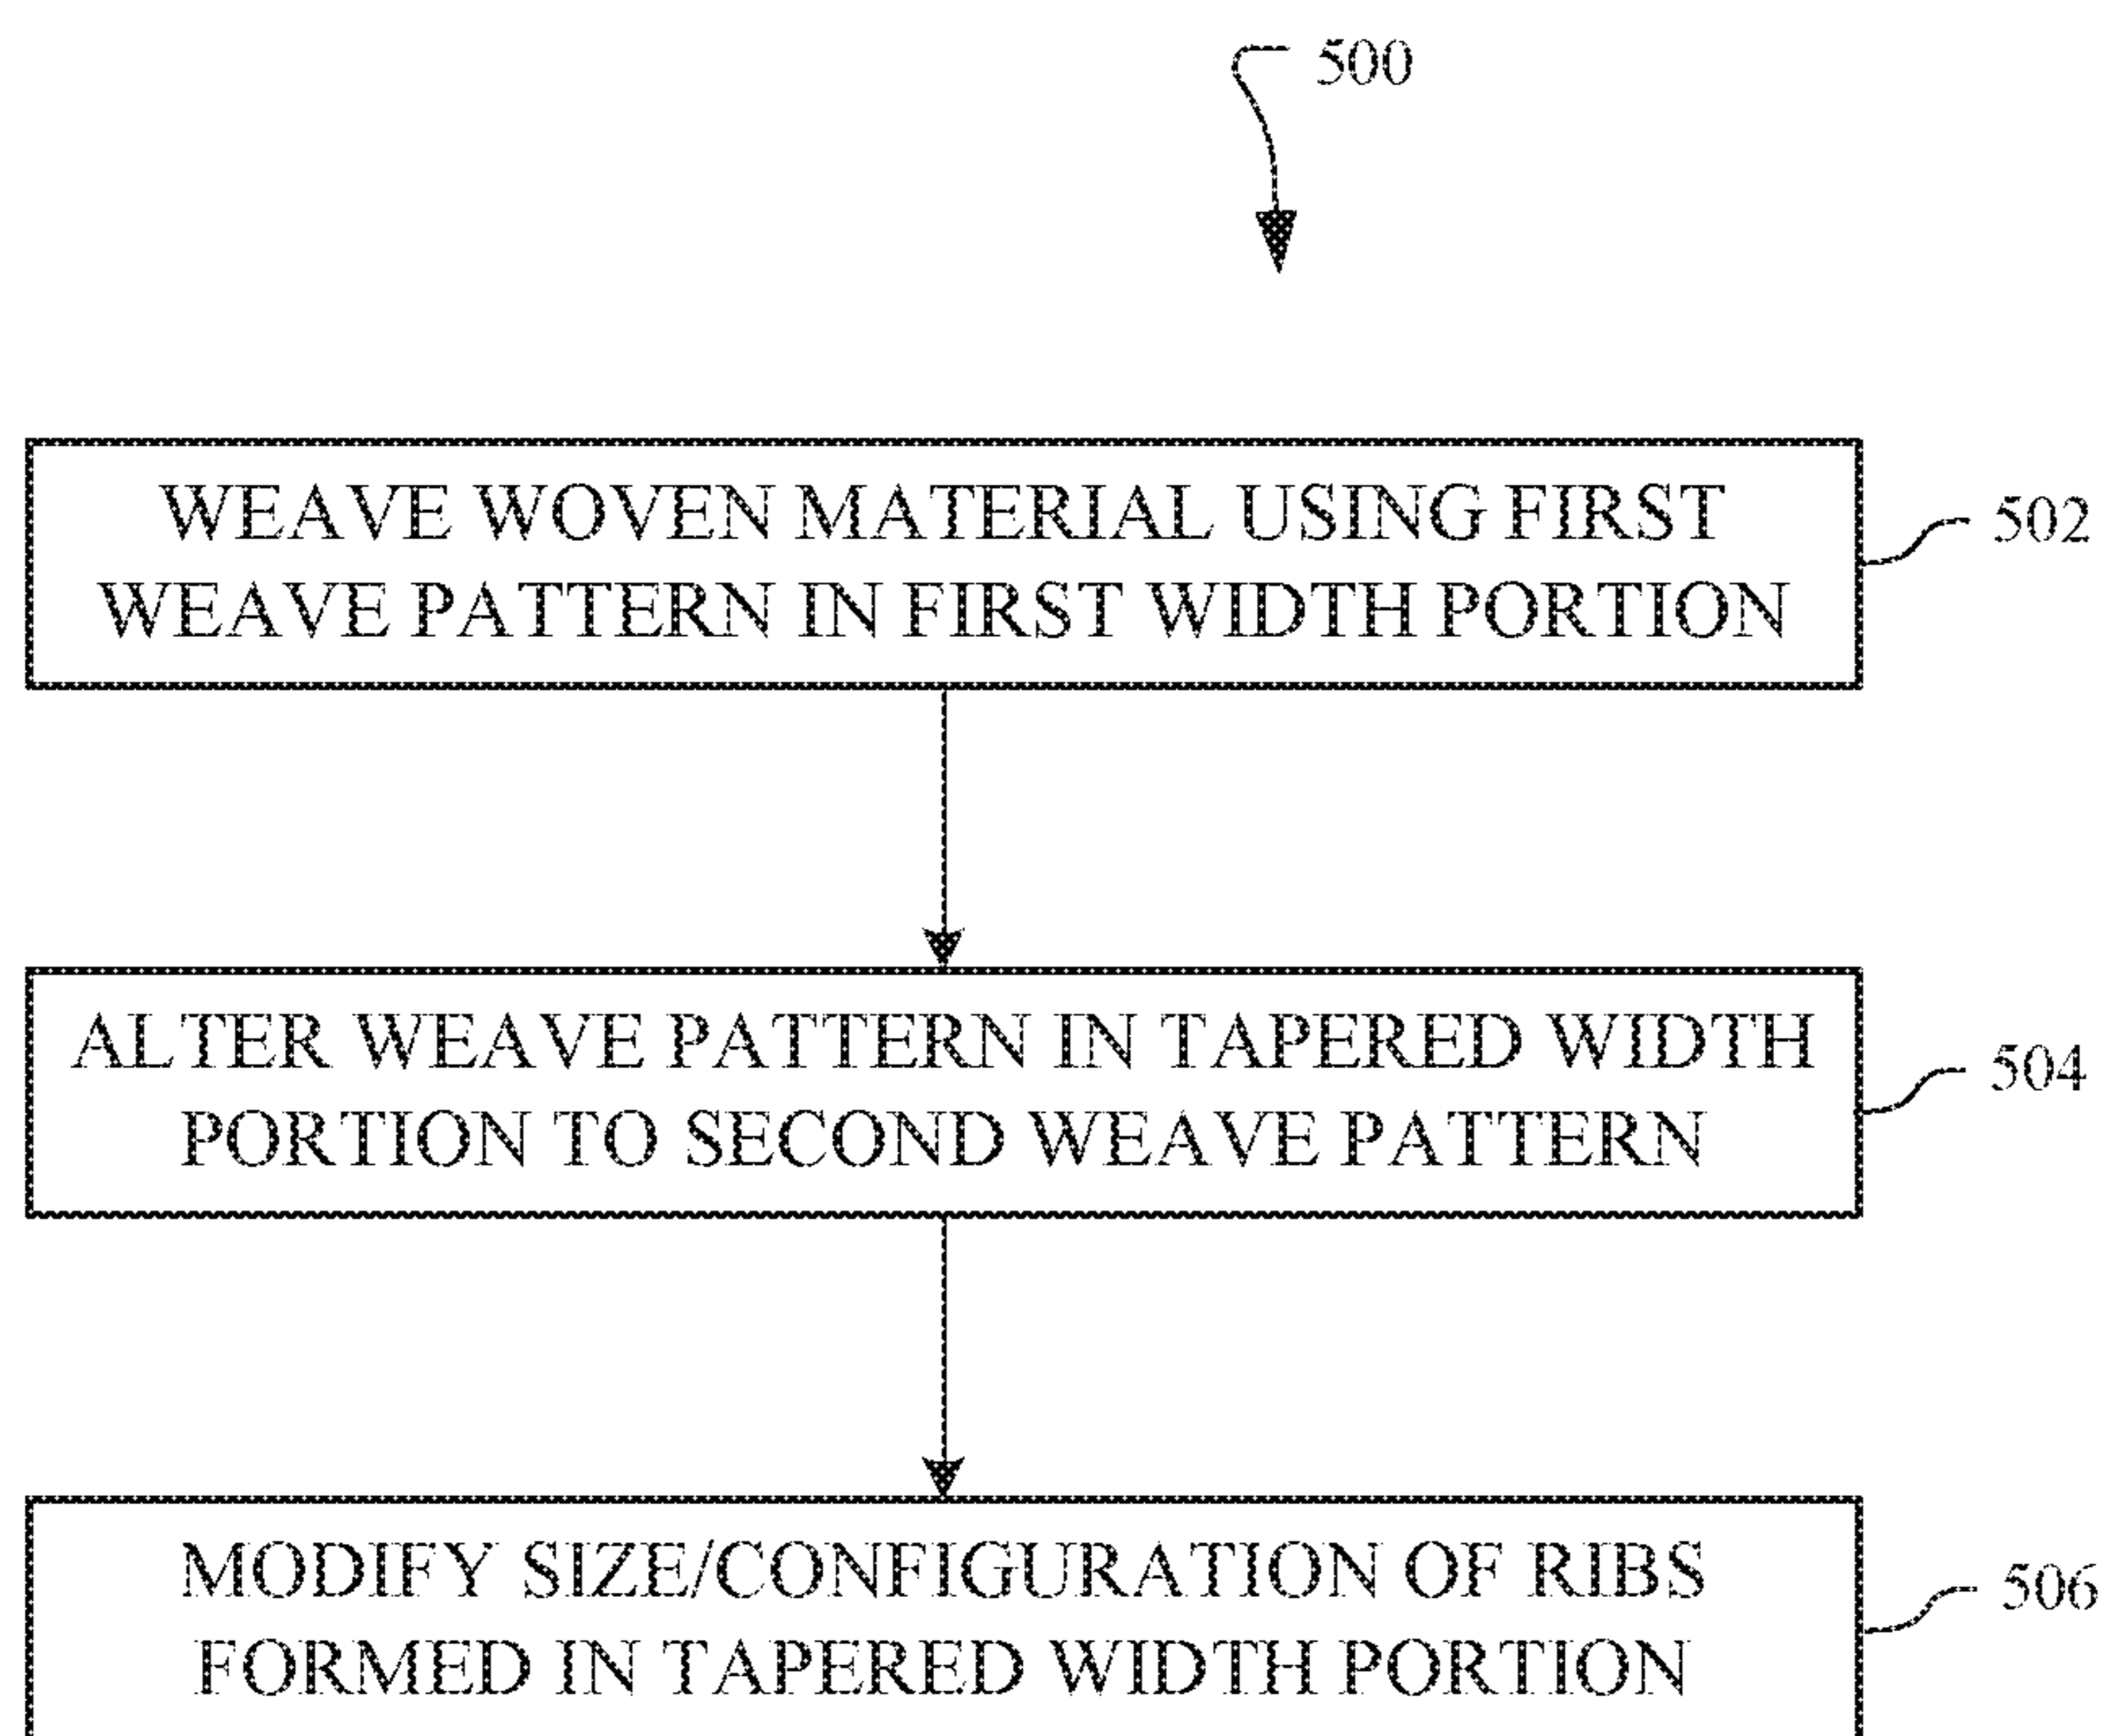 500
WEAVE WOVEN MATERIAL USING FIRST
WEAVE PATTERN IN FIRST WIDTH PORTION
502
ALTER WEAVE PATTERN IN TAPERED WIDTH
PORTION TO SECOND WEAVE PATTERN
504
MODIFY SIZE/CONFIGURATION OF RIBS
FORMED IN TAPERED WIDTH PORTION
506